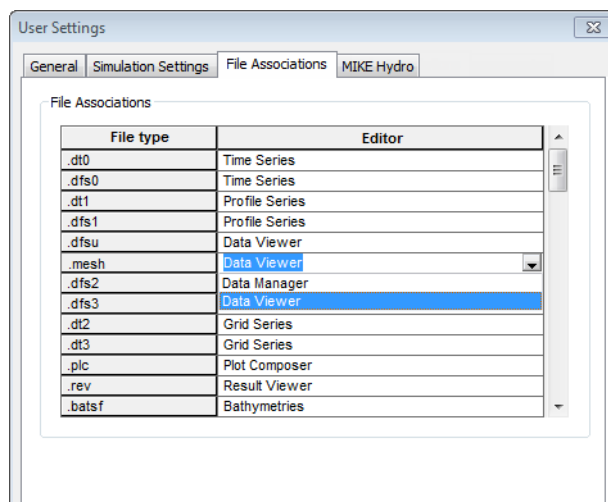 User Settings
General Simulation Settings File Associations MIKE Hydro
File Associations
File type Editor
.dt0 Time Series
.dfs0 Time Series
.dt1 Profile Series
.dfs1 Profile Series
.dfsu Data Viewer
.mesh Data Viewer
.dfs2 Data Manager
.dfs3 Data Viewer
.dt2 Grid Series
.dt3 Grid Series
.plc Plot Composer
.rev Result Viewer
.batsf Bathymetries